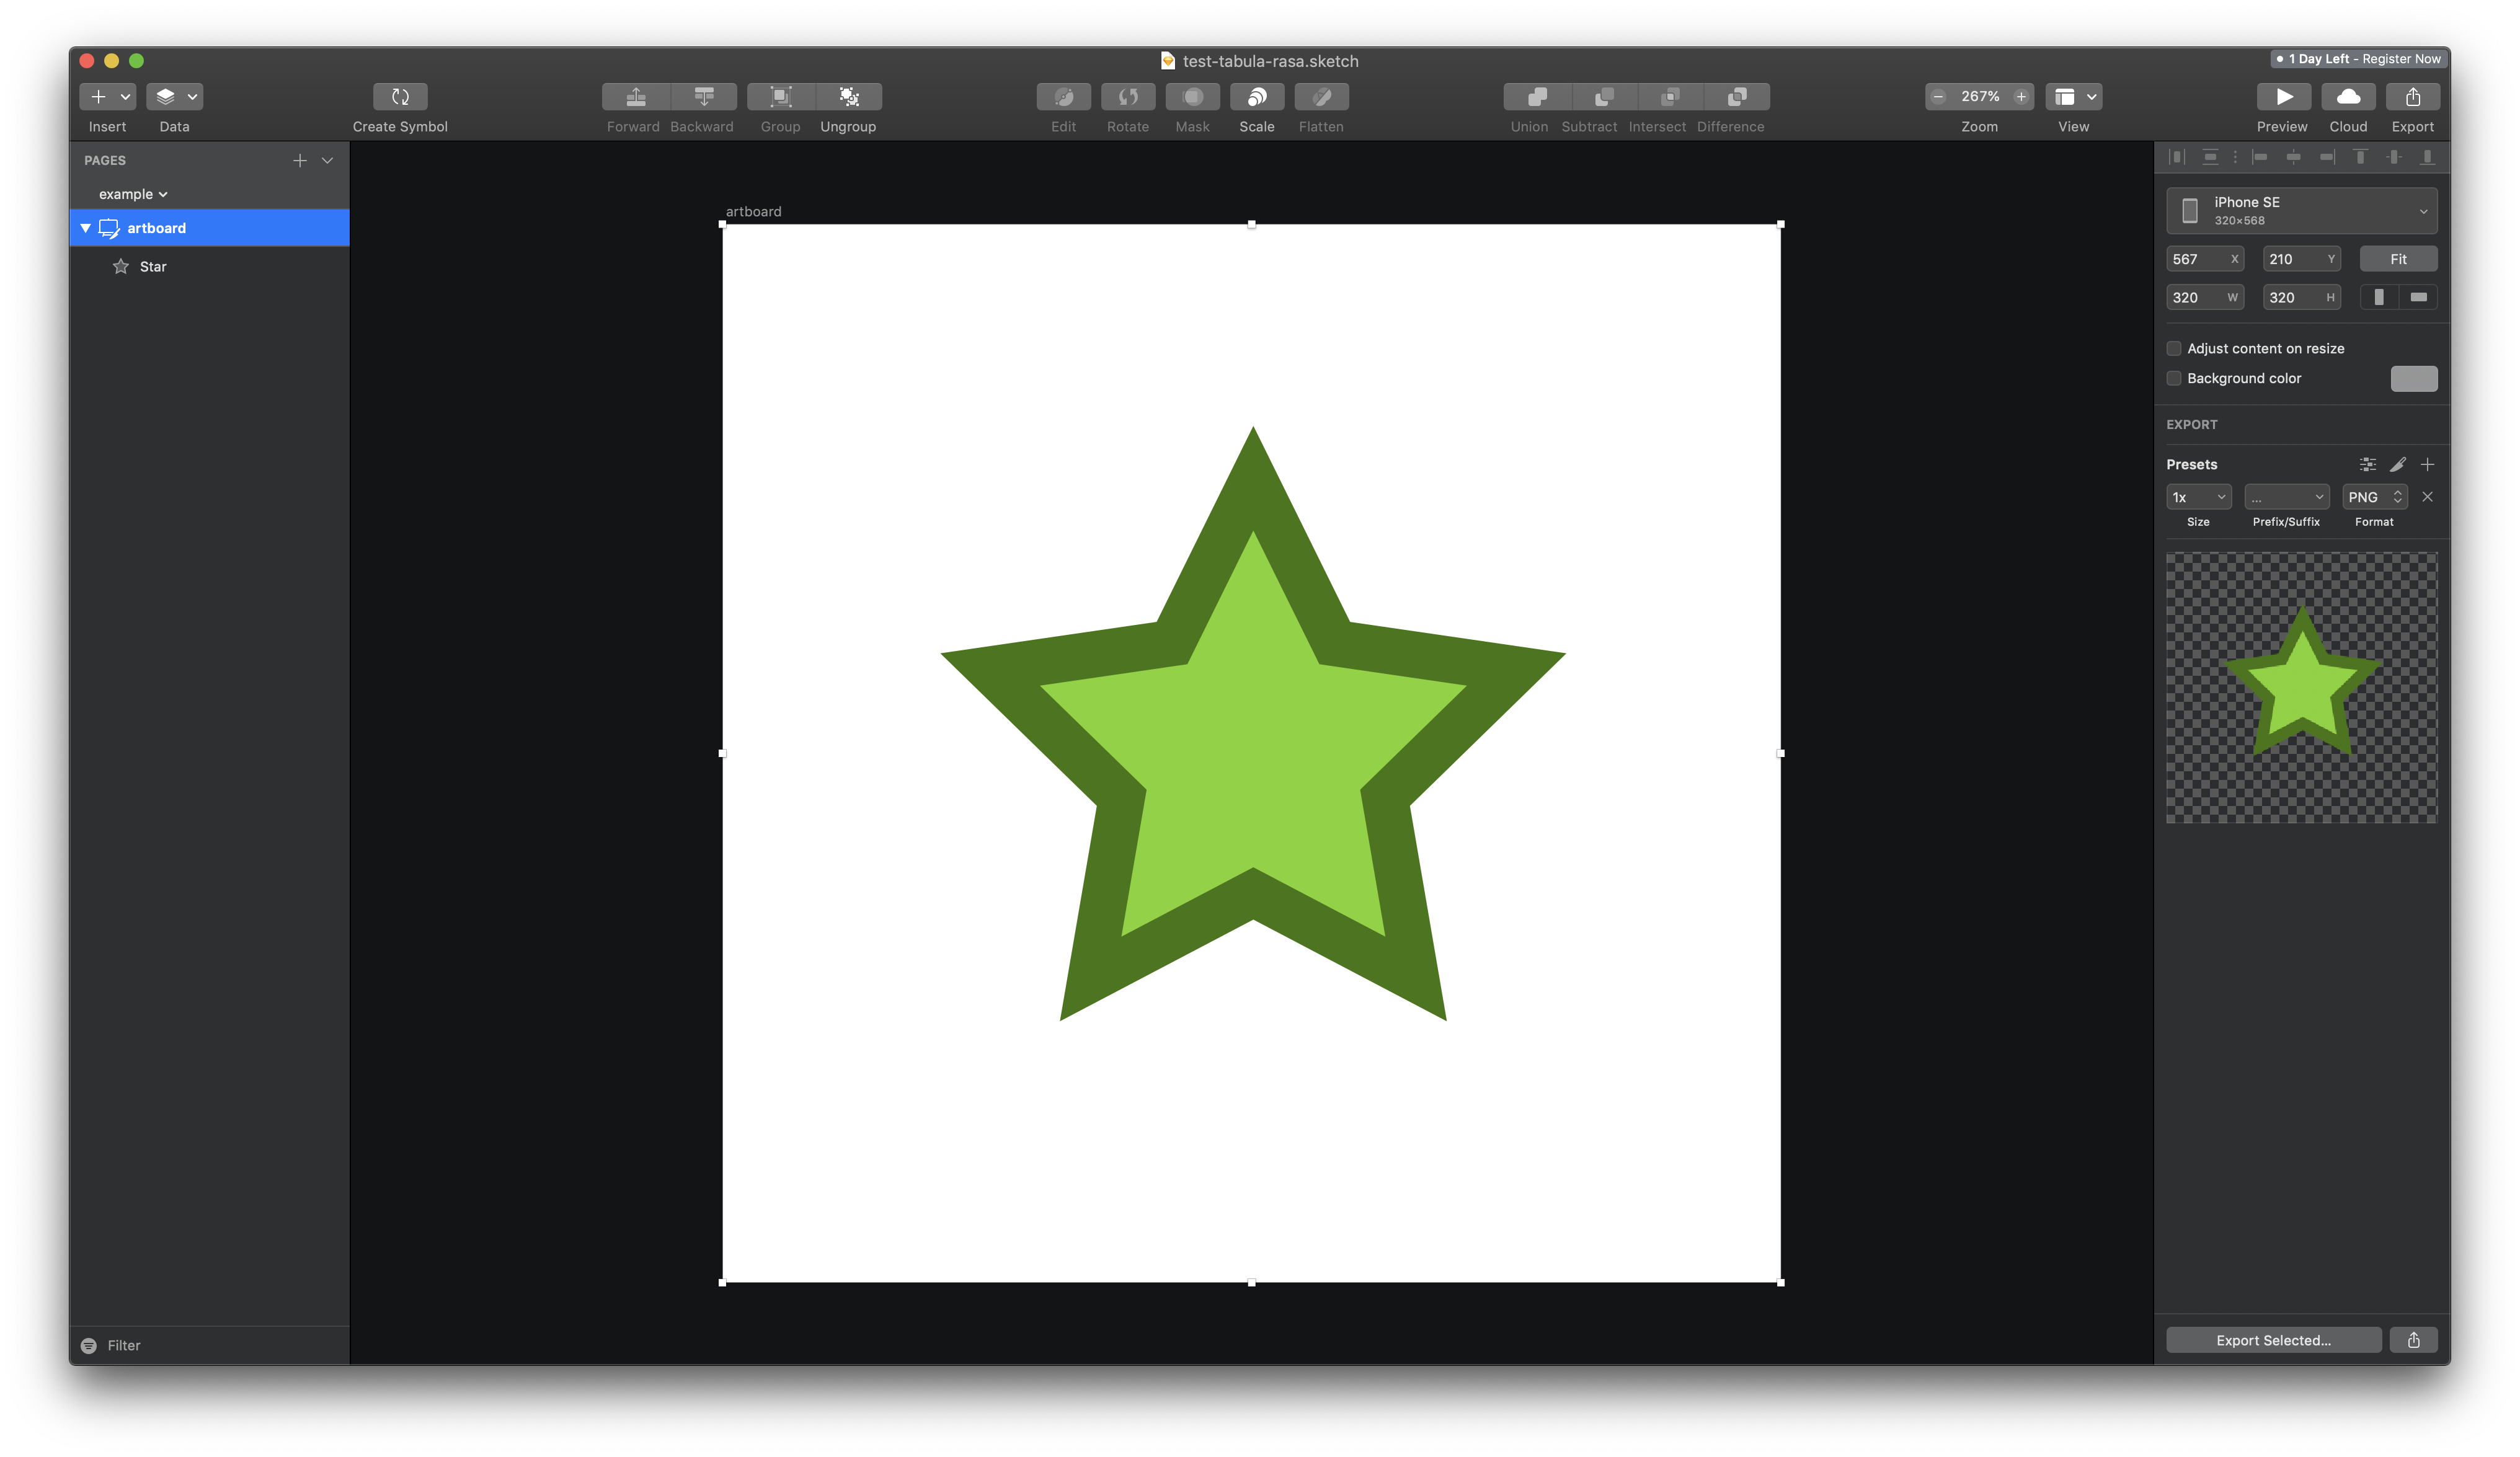 test-tabula-rasa.sketch
1 Day Left - Register Now
267%
Insert Data Create Symbol Forward Backward Group Ungroup Edit Rotate Mask Scale Flatten Union Subtract Intersect Difference Zoom View Preview Cloud Export
PAGES
example
artboard
Star
Filter
artboard
iPhone SE
320×568
567 X 210 Y Fit
320 W 320 H
Adjust content on resize
Background color
EXPORT
Presets
1x ... PNG
Size Prefix/Suffix Format
Export Selected...